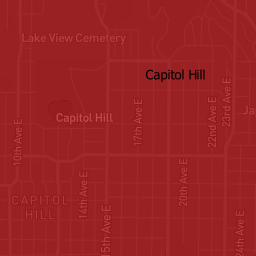 Lake View Cemetery
Capitol Hill
Capitol Hill
17th Ave E
22nd Ave E
23rd Ave E
Ja
10th Ave E
CAPITOL
HILL
14th Ave E
15th Ave E
20th Ave E
24th Ave E